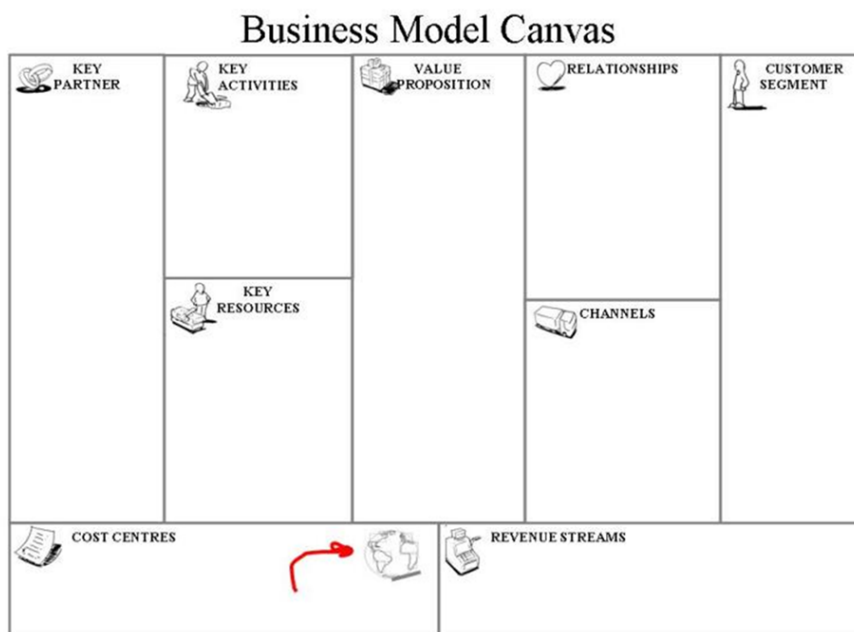 Business Model Canvas
KEY
PARTNER
KEY
ACTIVITIES
VALUE
PROPOSITION
RELATIONSHIPS
CUSTOMER
SEGMENT
KEY
RESOURCES
CHANNELS
COST CENTRES
REVENUE STREAMS